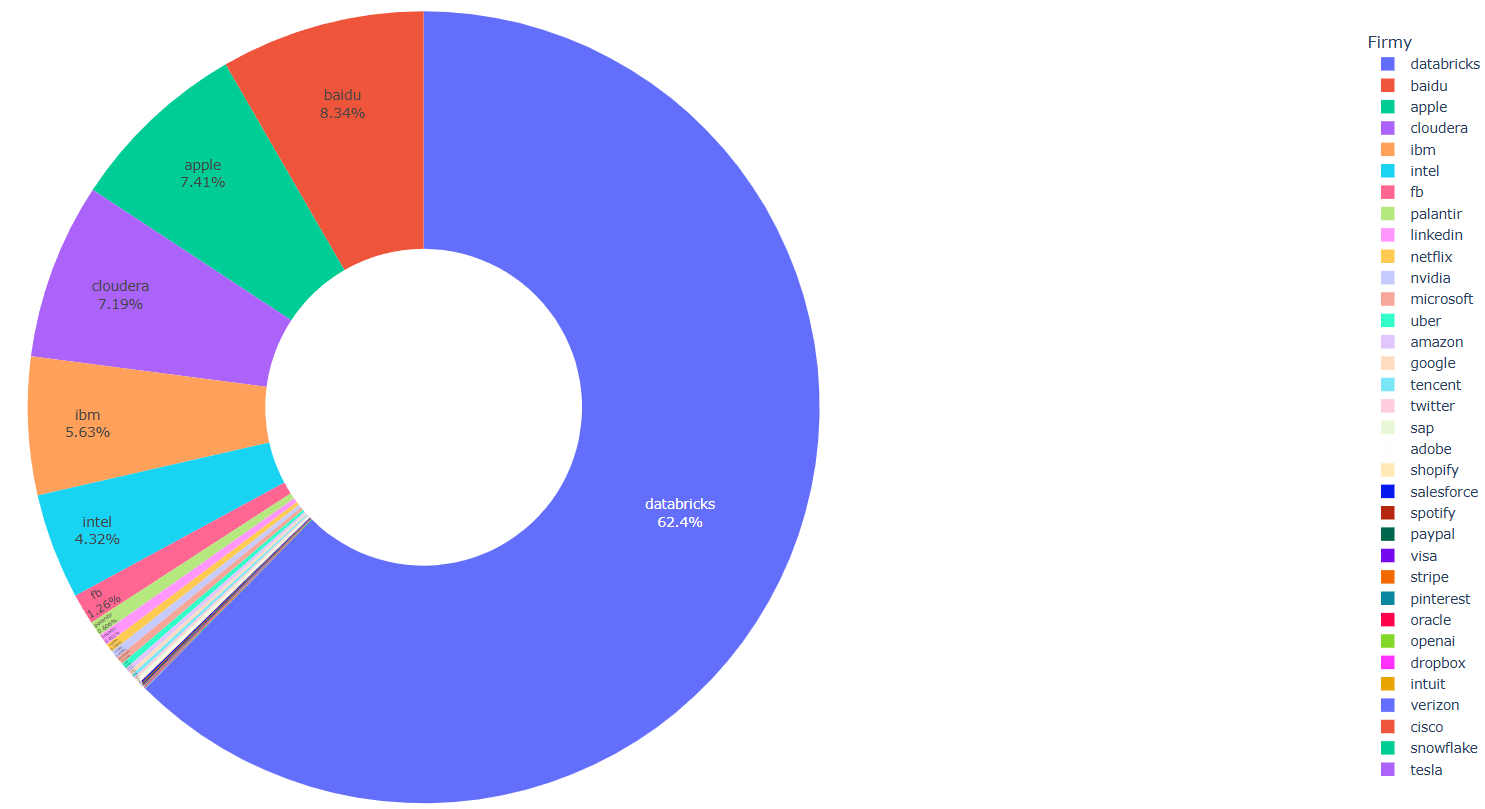 baidu
8.34%
apple
7.41%
cloudera
7.19%
ibm
5.63%
intel
4.32%
fb
1.26%
palantir
databricks
62.4%
Firmy
databricks
baidu
apple
cloudera
ibm
intel
fb
palantir
linkedin
netflix
nvidia
microsoft
uber
amazon
google
tencent
twitter
sap
adobe
shopify
salesforce
spotify
paypal
visa
stripe
pinterest
oracle
openai
dropbox
intuit
verizon
cisco
snowflake
tesla